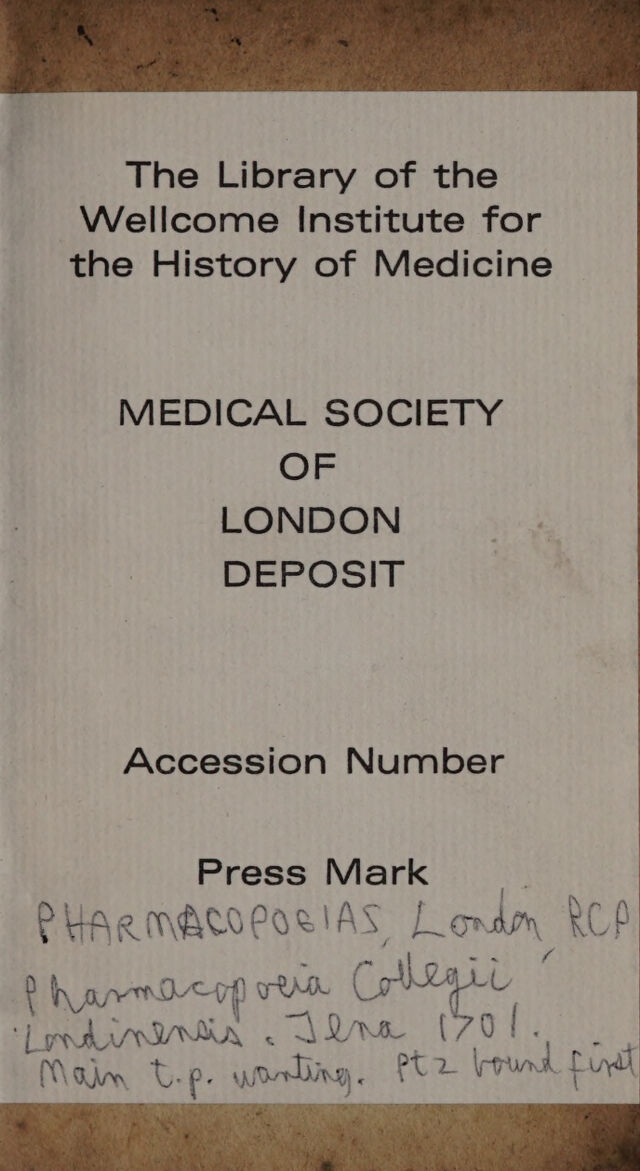 The Library of the
Wellcome Institute for
the History of Medicine
MEDICAL SOCIETY
OF
LONDON
DEPOSIT
Accession Number
Press Mark
PHARMACOPOEIAS, London, RCP
Pharmacopoeia Collegii
Londinensis. Jena 1701.
Main t.p. wanting. Pt 2 bound first